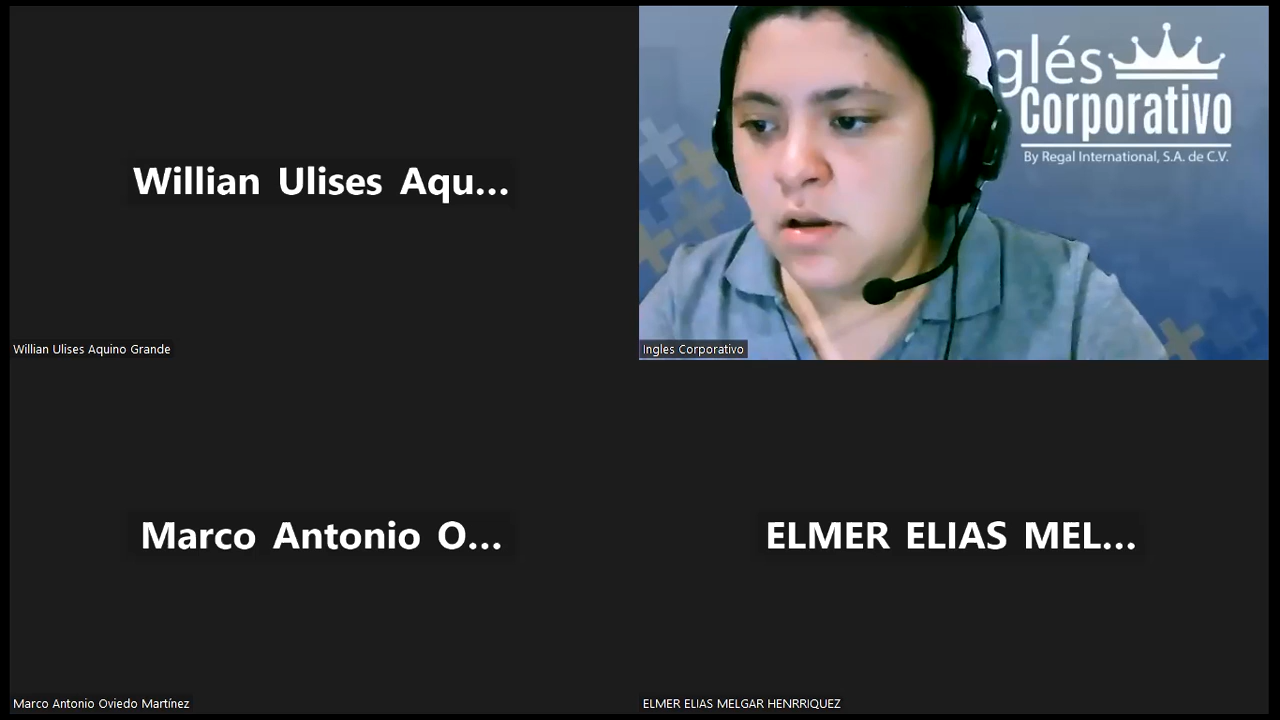 Willian Ulises Aqu...
Willian Ulises Aquino Grande
glés
Corporativo
By Regal International, S.A. de C.V.
Ingles Corporativo
Marco Antonio O...
Marco Antonio Oviedo Martínez
ELMER ELIAS MEL...
ELMER ELIAS MELGAR HENRRIQUEZ